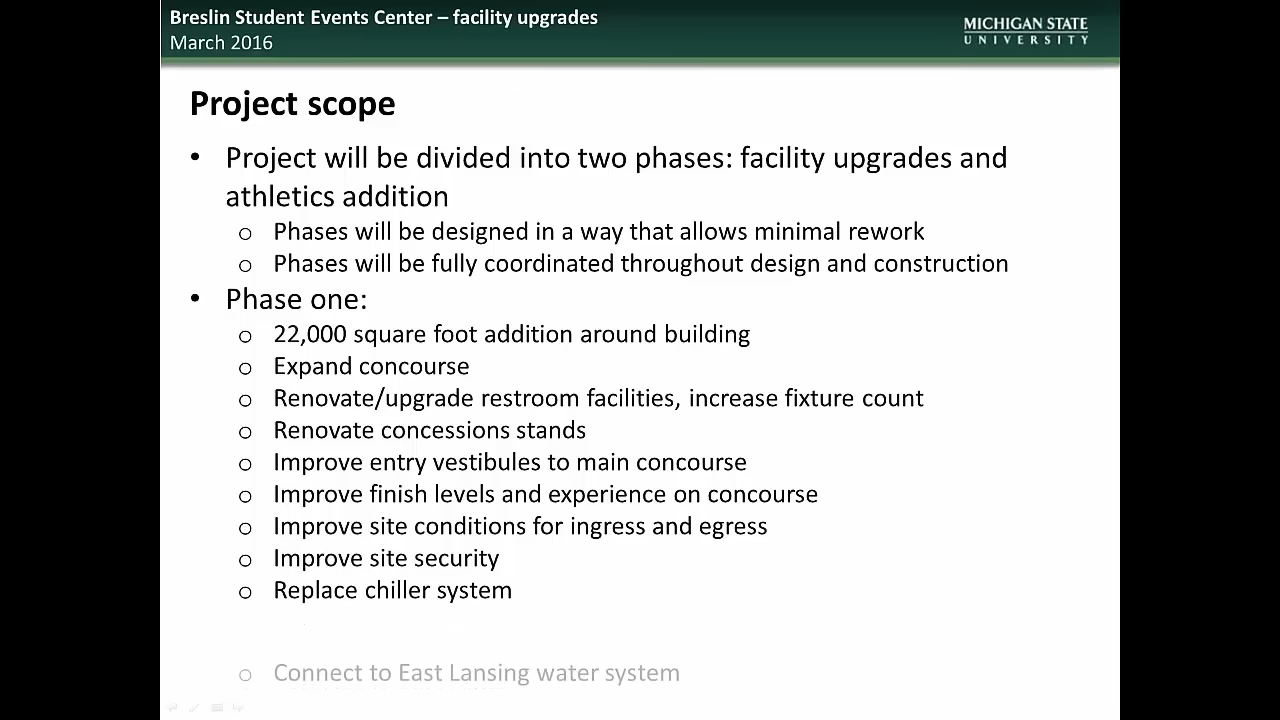 Breslin Student Events Center – facility upgrades
March 2016
MICHIGAN STATE
UNIVERSITY
Project scope
• Project will be divided into two phases: facility upgrades and
athletics addition
o Phases will be designed in a way that allows minimal rework
o Phases will be fully coordinated throughout design and construction
• Phase one:
o 22,000 square foot addition around building
o Expand concourse
o Renovate/upgrade restroom facilities, increase fixture count
o Renovate concessions stands
o Improve entry vestibules to main concourse
o Improve finish levels and experience on concourse
o Improve site conditions for ingress and egress
o Improve site security
o Replace chiller system
o Connect to East Lansing water system